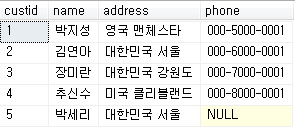 custid name address phone
1 박지성 영국 맨체스타 000-5000-0001
2 김연아 대한민국 서울 000-6000-0001
3 장미란 대한민국 강원도 000-7000-0001
4 추신수 미국 클리블랜드 000-8000-0001
5 박세리 대한민국 서울 NULL